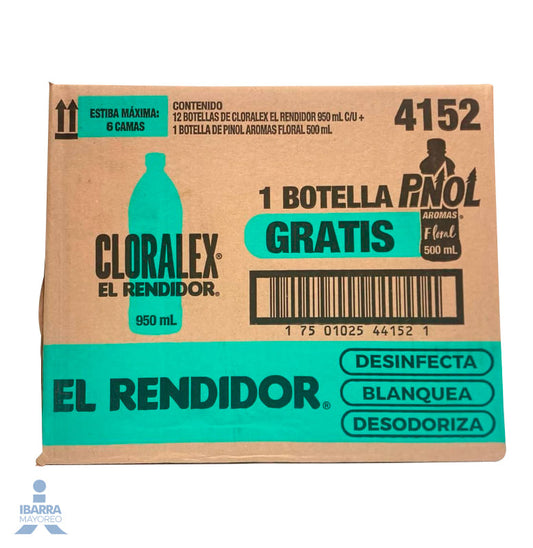 ESTIBA MÁXIMA:
6 CAMAS
CONTENIDO
12 BOTELLAS DE CLORALEX EL RENDIDOR 950 mL C/U +
1 BOTELLA DE PINOL AROMAS FLORAL 500 mL
4152
1 BOTELLA PiNOL
GRATIS
AROMAS®
Floral
500 mL
CLORALEX®
EL RENDIDOR®
950 mL
1 75 01025 44152 1
EL RENDIDOR®
DESINFECTA
BLANQUEA
DESODORIZA
IBARRA
MAYOREO